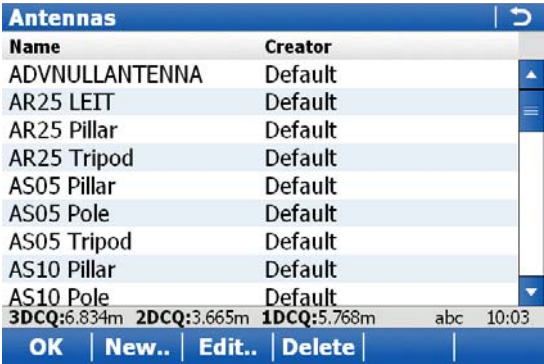 Antennas
Name Creator
ADVNULLANTENNA Default
AR25 LEIT Default
AR25 Pillar Default
AR25 Tripod Default
AS05 Pillar Default
AS05 Pole Default
AS05 Tripod Default
AS10 Pillar Default
AS10 Pole Default
3DCQ:6.834m 2DCQ:3.665m 1DCQ:5.768m abc 10:03
OK New.. Edit.. Delete